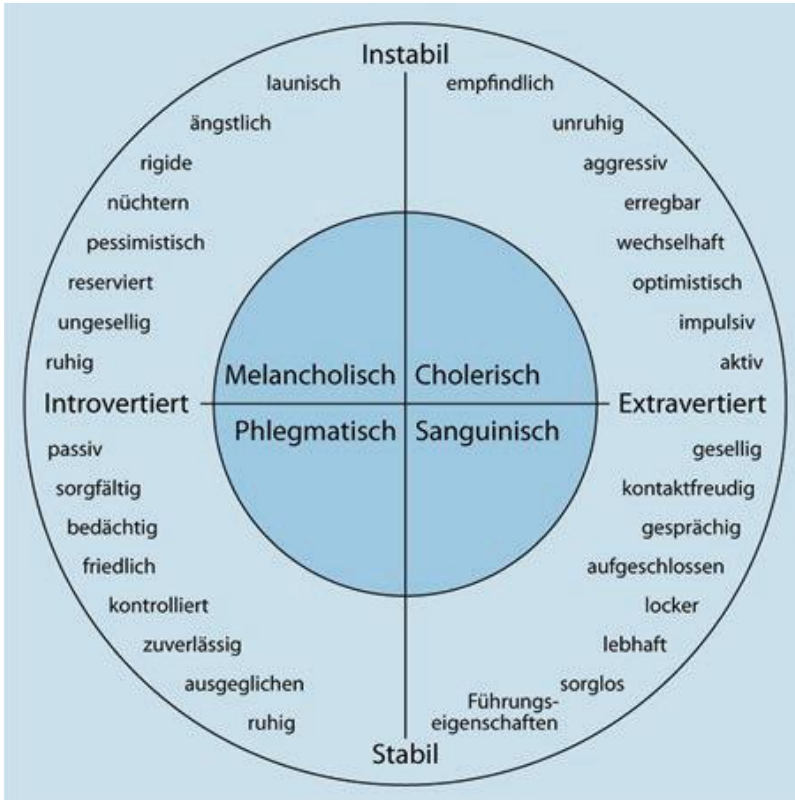 Instabil
launisch
empfindlich
ängstlich
unruhig
rigide
aggressiv
nüchtern
erregbar
pessimistisch
wechselhaft
reserviert
optimistisch
ungesellig
impulsiv
ruhig
aktiv
Melancholisch
Cholerisch
Introvertiert
Extravertiert
Phlegmatisch
Sanguinisch
passiv
gesellig
sorgfältig
kontaktfreudig
bedächtig
gesprächig
friedlich
aufgeschlossen
kontrolliert
locker
zuverlässig
lebhaft
ausgeglichen
sorglos
ruhig
Führungs-
eigenschaften
Stabil